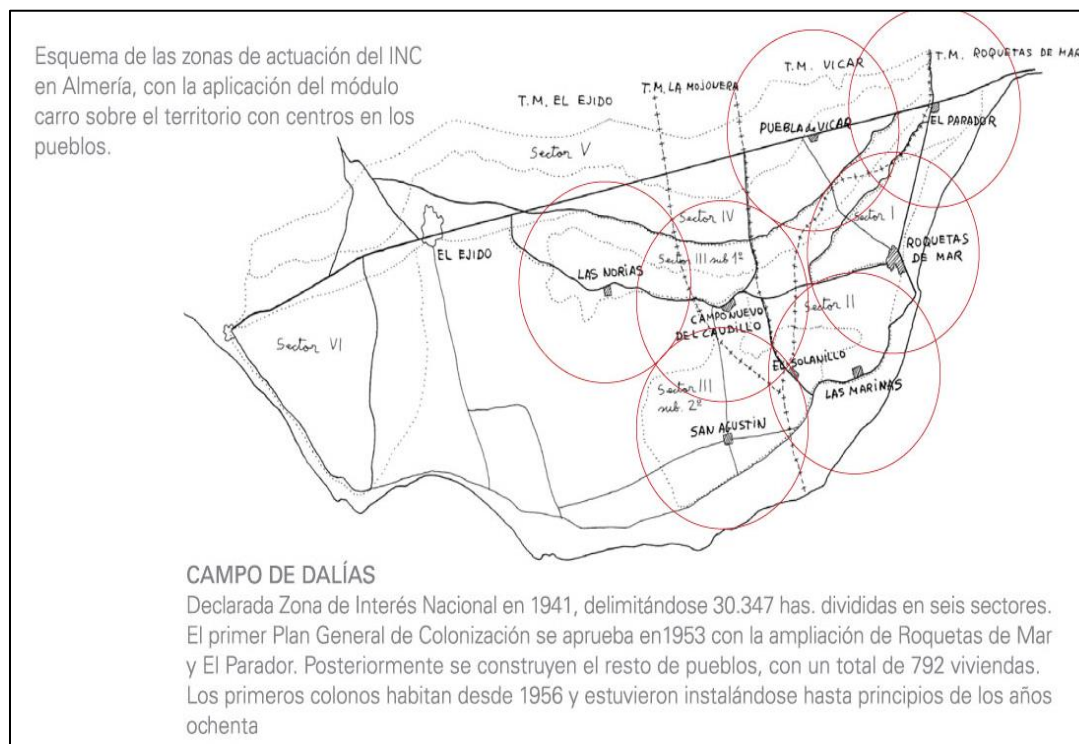 Esquema de las zonas de actuación del INC
en Almería, con la aplicación del módulo
carro sobre el territorio con centros en los
pueblos.
T.M. EL EJIDO
T.M. LA MOJONERA
T.M. VICAR
T.M. ROQUETAS DE MAR
Sector V
PUEBLA de VICAR
EL PARADOR
Sector IV
Sector I
EL EJIDO
LAS NORIAS
Sector III sub 1º
ROQUETAS
DE MAR
CAMPONUEVO
DEL CAUDILLO
Sector II
Sector VI
EL SOLANILLO
LAS MARINAS
Sector III
sub. 2º
SAN AGUSTIN
CAMPO DE DALÍAS
Declarada Zona de Interés Nacional en 1941, delimitándose 30.347 has. divididas en seis sectores.
El primer Plan General de Colonización se aprueba en1953 con la ampliación de Roquetas de Mar
y El Parador. Posteriormente se construyen el resto de pueblos, con un total de 792 viviendas.
Los primeros colonos habitan desde 1956 y estuvieron instalándose hasta principios de los años
ochenta